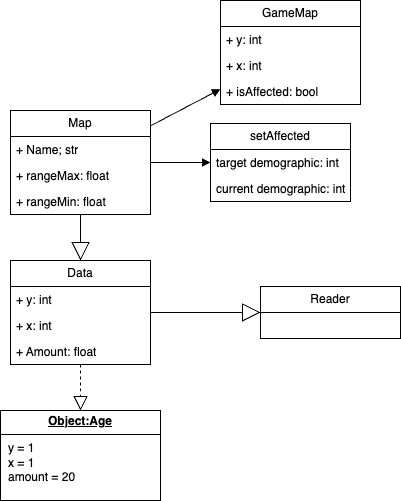 GameMap
+ y: int
+ x: int
+ isAffected: bool
Map
+ Name; str
+ rangeMax: float
+ rangeMin: float
setAffected
target demographic: int
current demographic: int
Data
+ y: int
+ x: int
+ Amount: float
Reader
Object:Age
y = 1
x = 1
amount = 20